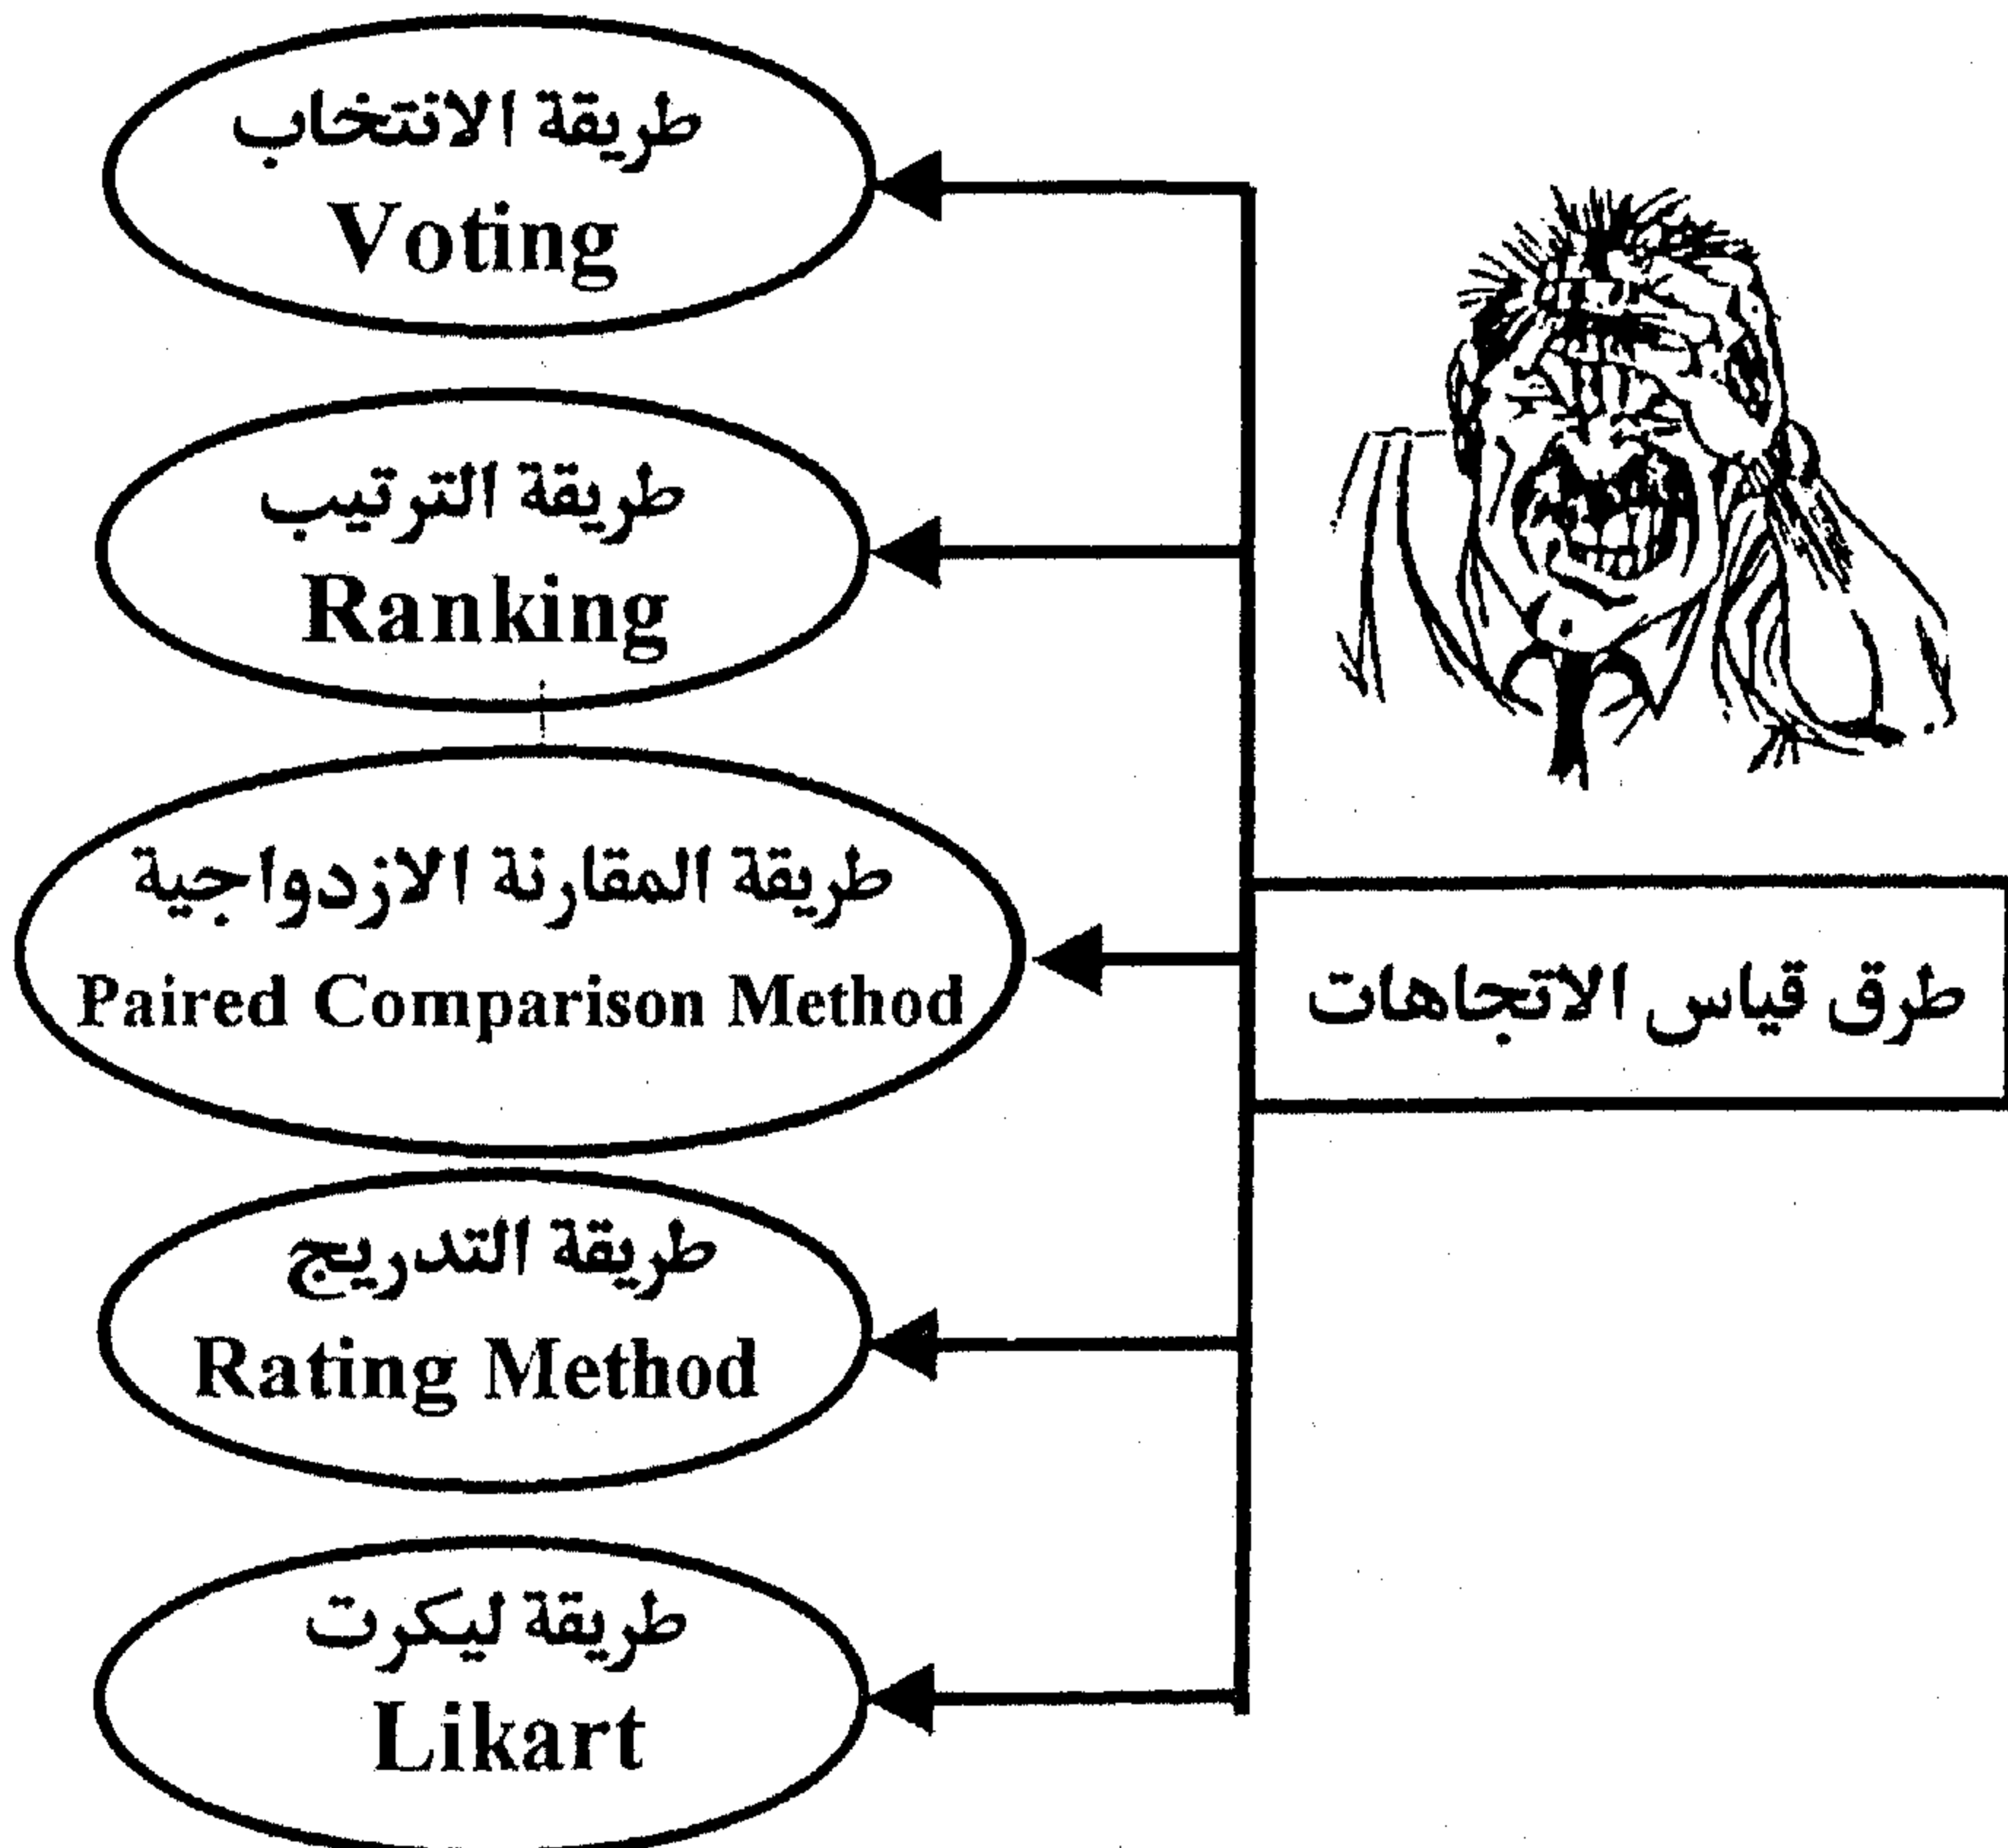 طريقة الانتخاب
Voting
طريقة الترتيب
Ranking
طريقة المقارنة الازدواجية
Paired Comparison Method
طرق قياس الاتجاهات
طريقة التدريج
Rating Method
طريقة ليكرت
Likart